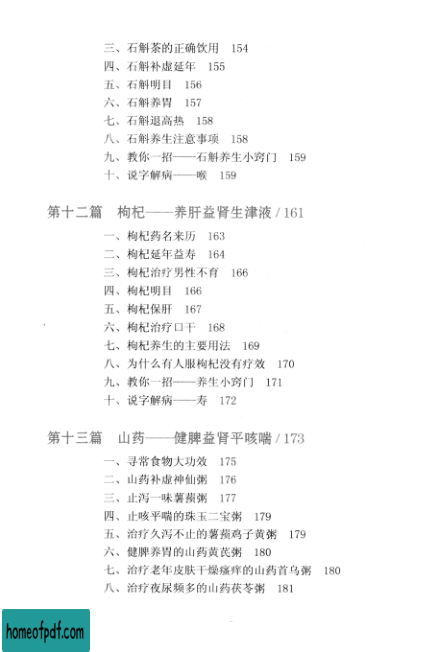 三、石斛茶的正确饮用 154
四、石斛补虚延年 155
五、石斛明目 156
六、石斛养胃 157
七、石斛退高热 158
八、石斛养生注意事项 158
九、教你一招——石斛养生小窍门 159
十、说字解病——喉 159
第十二篇 枸杞——养肝益肾生津液/161
一、枸杞药名来历 163
二、枸杞延年益寿 164
三、枸杞治疗男性不育 166
四、枸杞明目 166
五、枸杞保肝 167
六、枸杞治疗口干 168
七、枸杞养生的主要用法 169
八、为什么有人服枸杞没有疗效 170
九、教你一招——养生小窍门 171
十、说字解病——寿 172
第十三篇 山药——健脾益肾平咳喘/173
一、寻常食物大功效 175
二、山药补虚神仙粥 176
三、止泻一味薯蓣粥 177
四、止咳平喘的珠玉二宝粥 179
五、治疗久泻不止的薯蓣鸡子黄粥 179
六、健脾养胃的山药黄芪粥 180
七、治疗老年皮肤干燥瘙痒的山药首乌粥 180
八、治疗夜尿频多的山药茯苓粥 181
homeofpdf.com